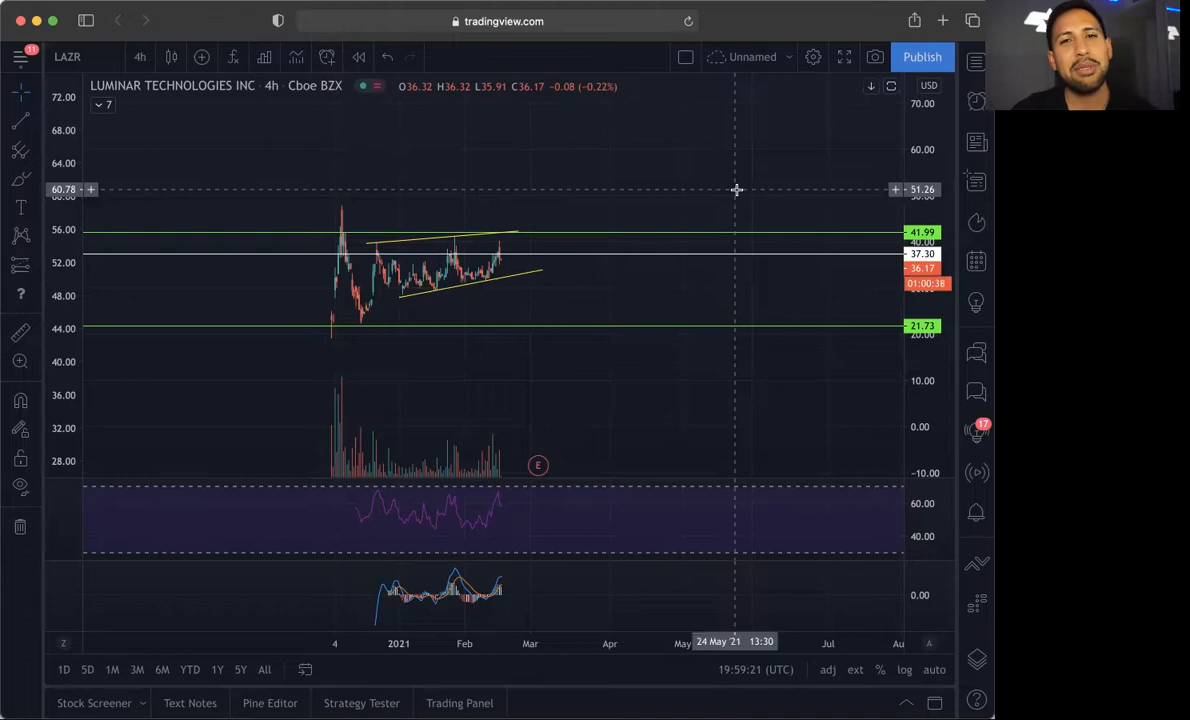 tradingview.com
11
LAZR
4h
Unnamed
Publish
LUMINAR TECHNOLOGIES INC · 4h · Cboe BZX
O36.32 H36.32 L35.91 C36.17 -0.08 (-0.22%)
USD
7
72.00
70.00
68.00
64.00
60.00
60.78
51.26
56.00
41.99
40.00
37.30
52.00
36.17
01:00:38
48.00
44.00
21.73
20.00
40.00
36.00
10.00
32.00
0.00
17
28.00
E
-10.00
60.00
40.00
0.00
Z
4
2021
Feb
Mar
Apr
May
24 May '21 13:30
Jul
Au
A
1D 5D 1M 3M 6M YTD 1Y 5Y All
19:59:21 (UTC)
adj ext % log auto
Stock Screener
Text Notes
Pine Editor
Strategy Tester
Trading Panel